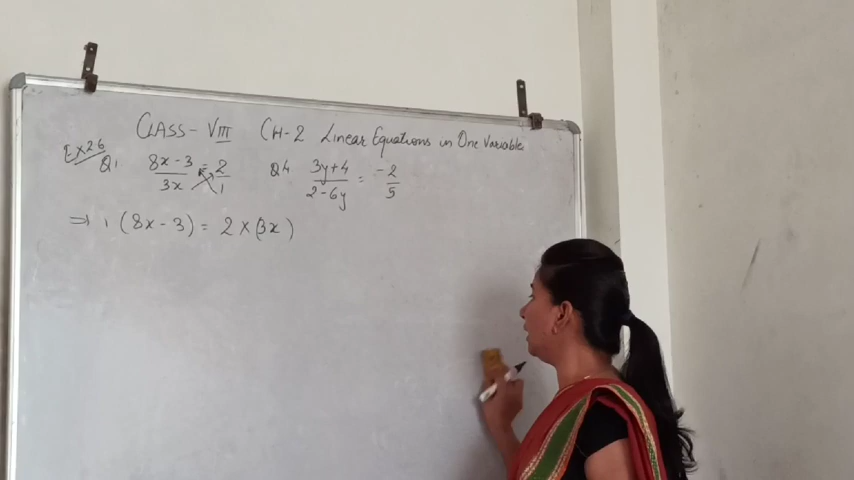 CLASS - VIII CH-2 Linear Equations in One Variable
Ex 2.6
Q1 8x - 3 / 3x = 2 / 1 Q4 3y+4 / 2-6y = -2 / 5
⇒ 1 (8x - 3) = 2 × (3x)